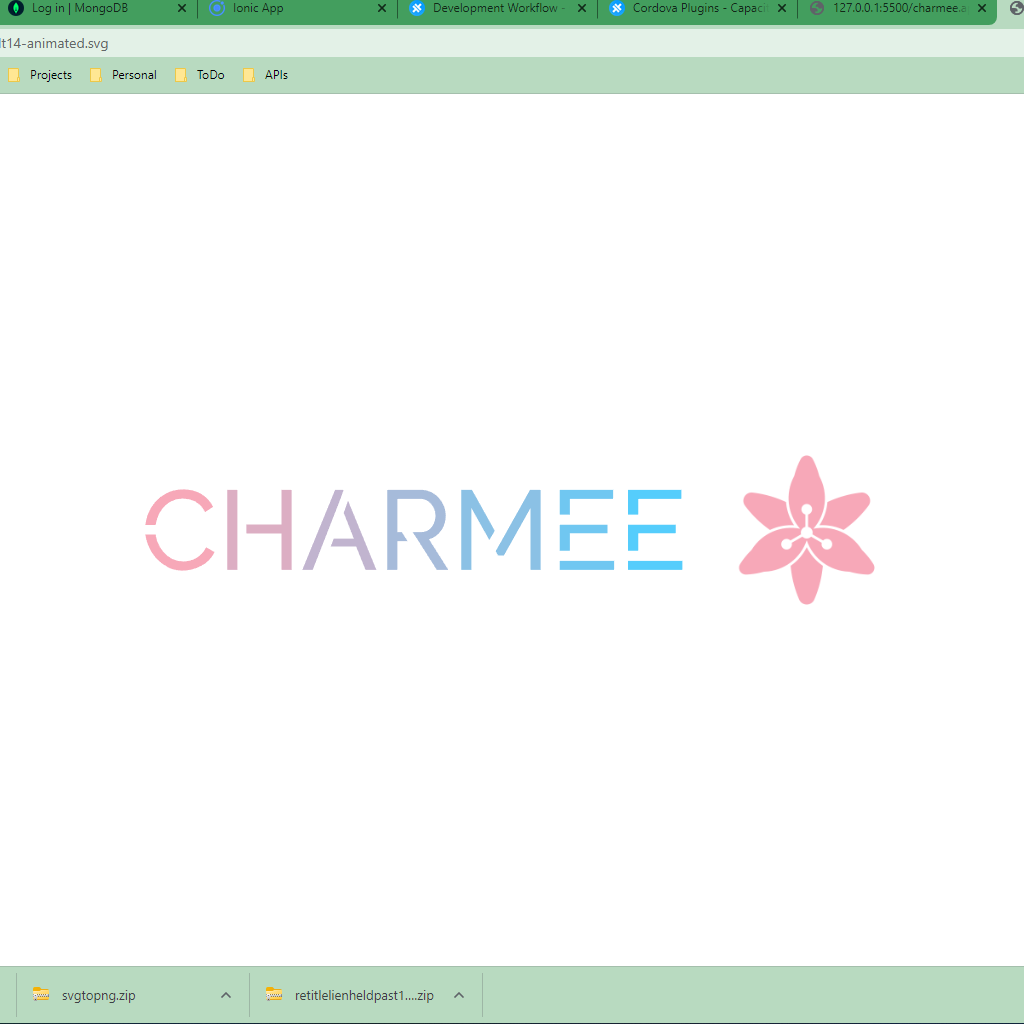 Log in | MongoDB
Ionic App
Development Workflow -
Cordova Plugins - Capaci
127.0.0.1:5500/charmee.a
lt14-animated.svg
Projects
Personal
ToDo
APIs
CHARMEE
svgtopng.zip
retitlelienheldpast1....zip